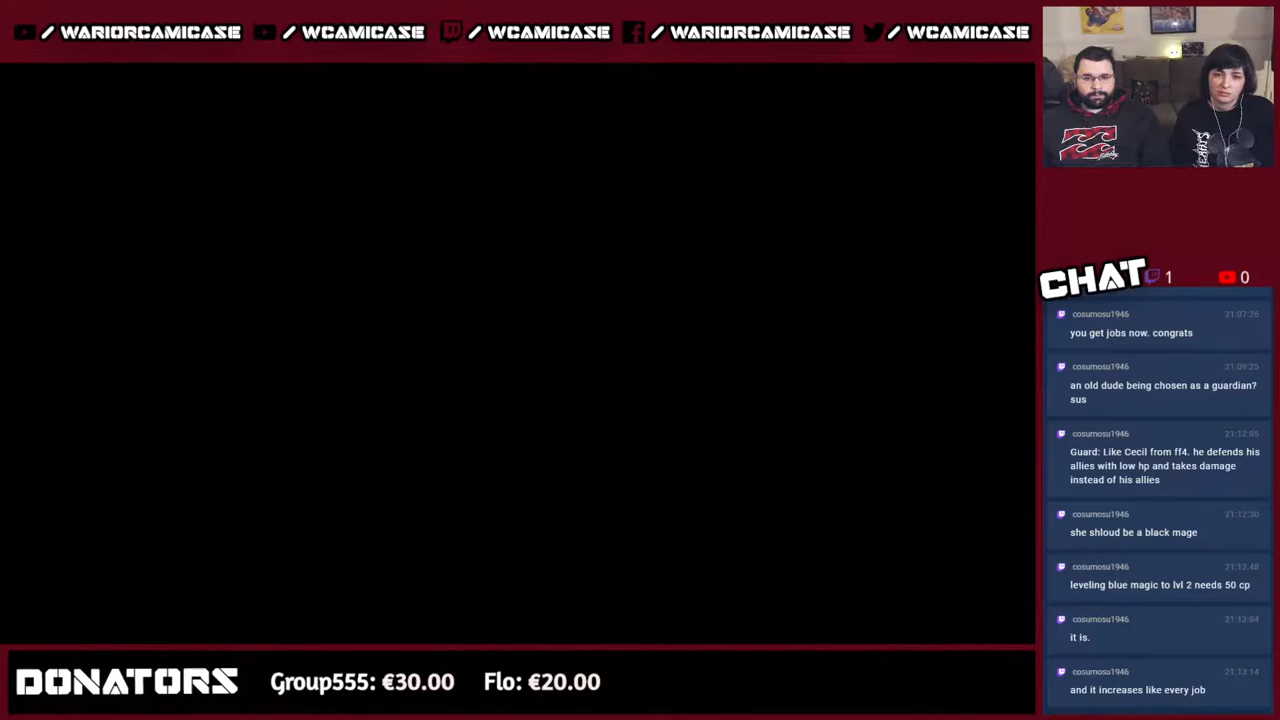 / WARIORCAMICASE / WCAMICASE / WCAMICASE / WARIORCAMICASE / WCAMICASE
CHAT 1 0
cosumosu1946 21:07:26
you get jobs now. congrats
cosumosu1946 21:09:25
an old dude being chosen as a guardian?
sus
cosumosu1946 21:12:05
Guard: Like Cecil from ff4. he defends his
allies with low hp and takes damage
instead of his allies
cosumosu1946 21:12:30
she shloud be a black mage
cosumosu1946 21:12:48
leveling blue magic to lvl 2 needs 50 cp
cosumosu1946 21:13:04
it is.
cosumosu1946 21:13:14
and it increases like every job
DONATORS Group555: €30.00 Flo: €20.00